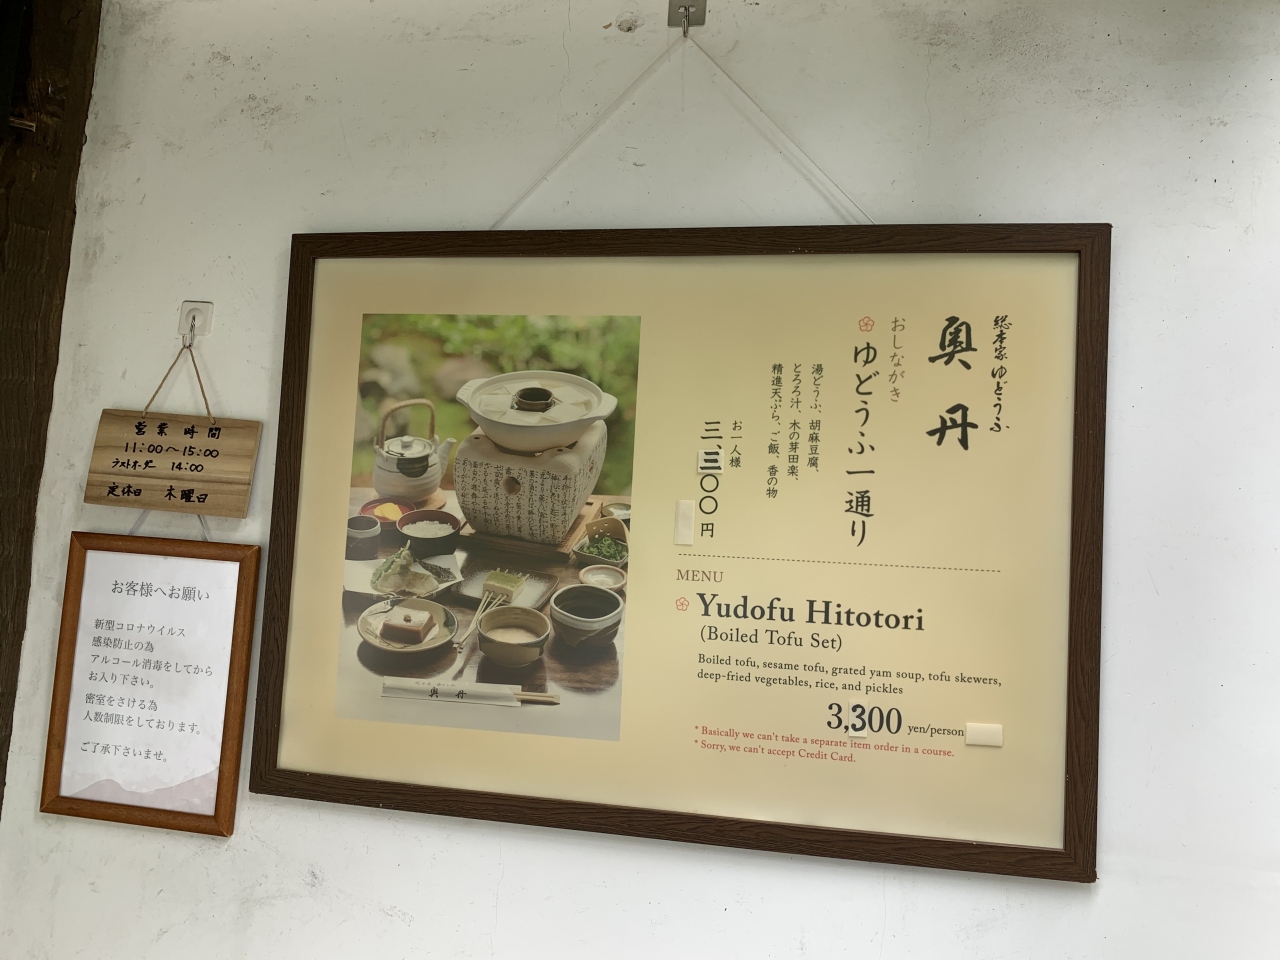 営業時間
11:00〜15:00
ラストオーダー 14:00
定休日 木曜日
お客様へお願い
新型コロナウイルス
感染防止の為
アルコール消毒をしてから
お入り下さい。
密室をさける為
人数制限をしております。
ご了承下さいませ。
総本家ゆどうふ
奥丹
おしながき
ゆどうふ一通り
湯どうふ、胡麻豆腐、
とろろ汁、木の芽田楽、
精進天ぷら、ご飯、香の物
お一人様
三、三〇〇円
MENU
Yudofu Hitotori
(Boiled Tofu Set)
Boiled tofu, sesame tofu, grated yam soup, tofu skewers,
deep-fried vegetables, rice, and pickles
3,300 yen/person
* Basically we can't take a separate item order in a course.
* Sorry, we can't accept Credit Card.
奥丹